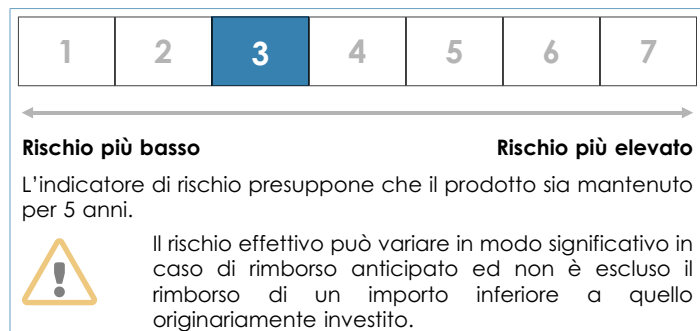 1 2 3 4 5 6 7
Rischio più basso Rischio più elevato
L'indicatore di rischio presuppone che il prodotto sia mantenuto
per 5 anni.
Il rischio effettivo può variare in modo significativo in
caso di rimborso anticipato ed non è escluso il
rimborso di un importo inferiore a quello
originariamente investito.